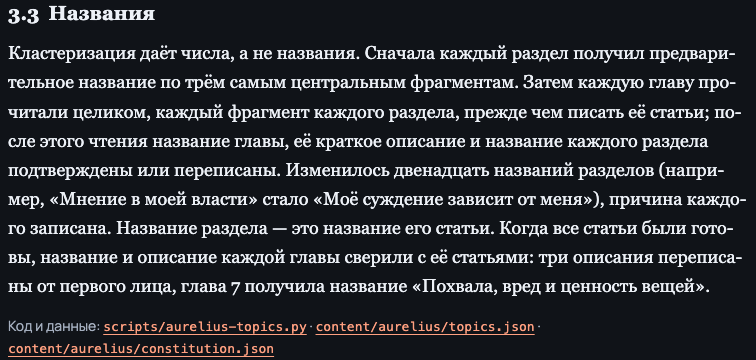 3.3 Названия
Кластеризация даёт числа, а не названия. Сначала каждый раздел получил предвари-
тельное название по трём самым центральным фрагментам. Затем каждую главу про-
читали целиком, каждый фрагмент каждого раздела, прежде чем писать её статьи; по-
сле этого чтения название главы, её краткое описание и название каждого раздела
подтверждены или переписаны. Изменилось двенадцать названий разделов (напри-
мер, «Мнение в моей власти» стало «Моё суждение зависит от меня»), причина каждо-
го записана. Название раздела — это название его статьи. Когда все статьи были гото-
вы, название и описание каждой главы сверили с её статьями: три описания переписа-
ны от первого лица, глава 7 получила название «Похвала, вред и ценность вещей».
Код и данные: scripts/aurelius-topics.py · content/aurelius/topics.json ·
content/aurelius/constitution.json